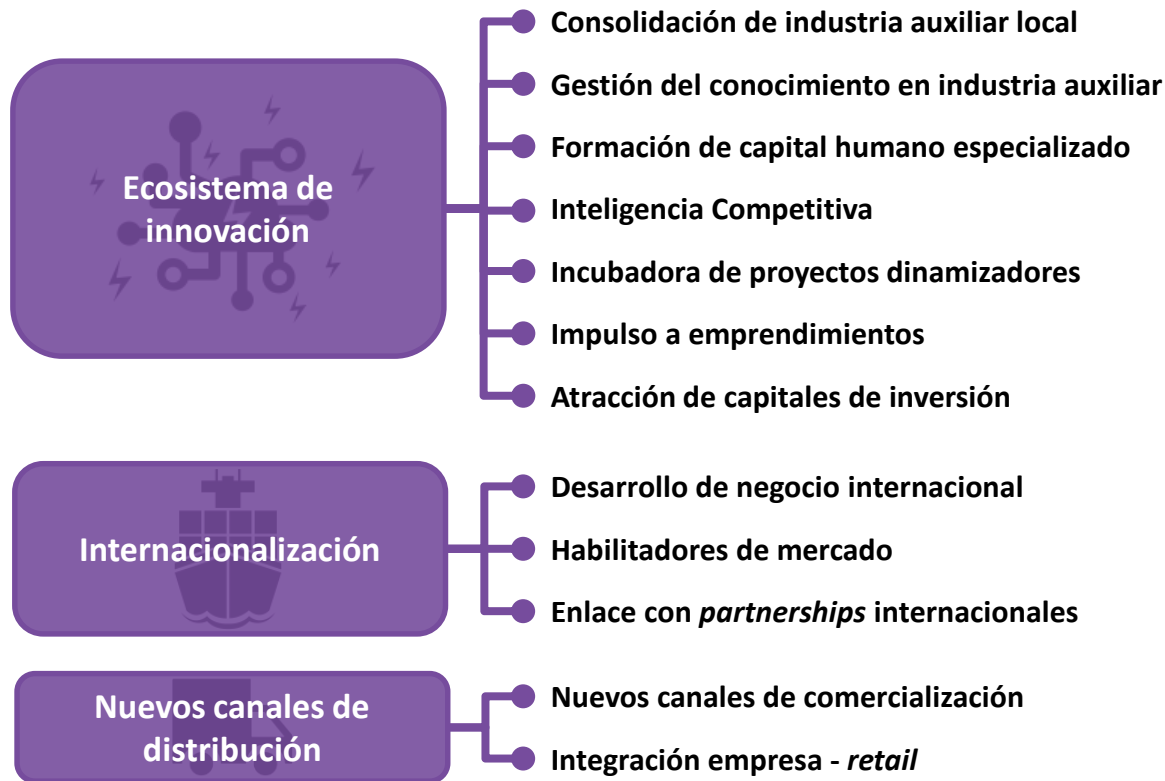 Ecosistema de
innovación
Consolidación de industria auxiliar local
Gestión del conocimiento en industria auxiliar
Formación de capital humano especializado
Inteligencia Competitiva
Incubadora de proyectos dinamizadores
Impulso a emprendimientos
Atracción de capitales de inversión
Internacionalización
Desarrollo de negocio internacional
Habilitadores de mercado
Enlace con partnerships internacionales
Nuevos canales de
distribución
Nuevos canales de comercialización
Integración empresa - retail